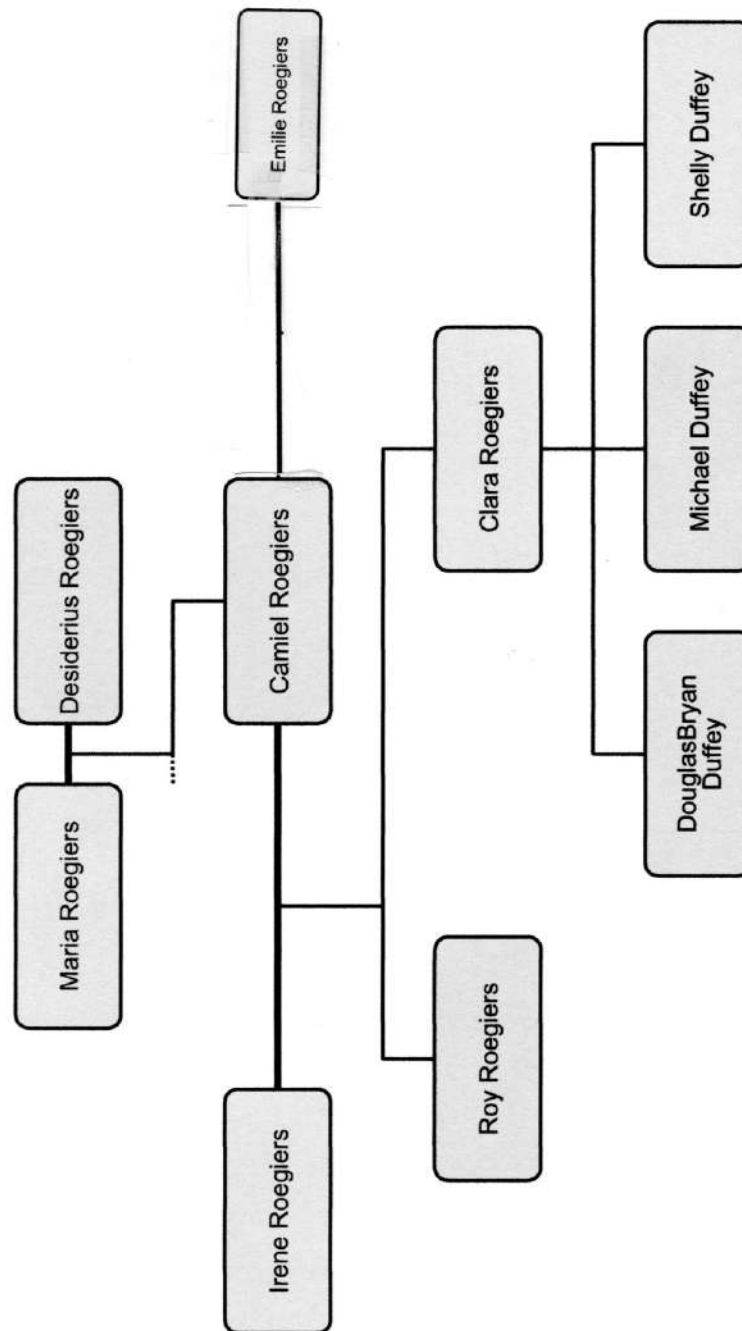 Maria Roegiers
Desiderius Roegiers
Irene Roegiers
Camiel Roegiers
Emilie Roegiers
Roy Roegiers
Clara Roegiers
DouglasBryan
Duffey
Michael Duffey
Shelly Duffey